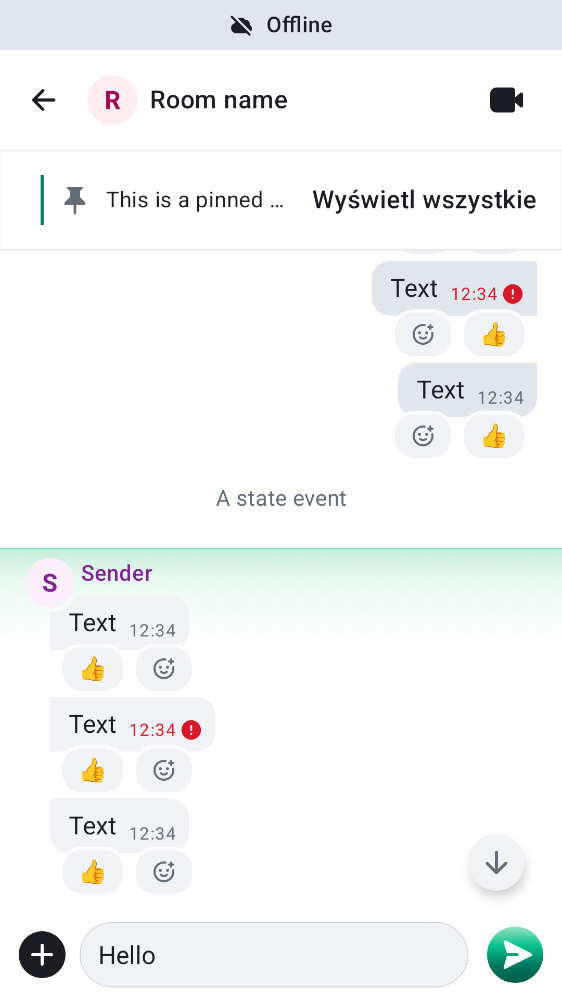 Offline
R
Room name
This is a pinned …
Wyświetl wszystkie
Text 12:34
Text 12:34
A state event
S
Sender
Text 12:34
Text 12:34
Text 12:34
Hello